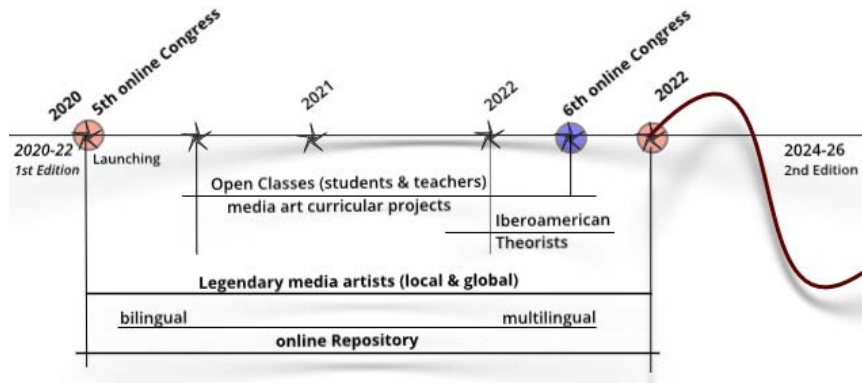 2020
5th online Congress
2021
2022
6th online Congress
2022
2020-22
1st Edition
Launching
2024-26
2nd Edition
Open Classes (students & teachers)
media art curricular projects
Iberoamerican
Theorists
Legendary media artists (local & global)
bilingual
multilingual
online Repository